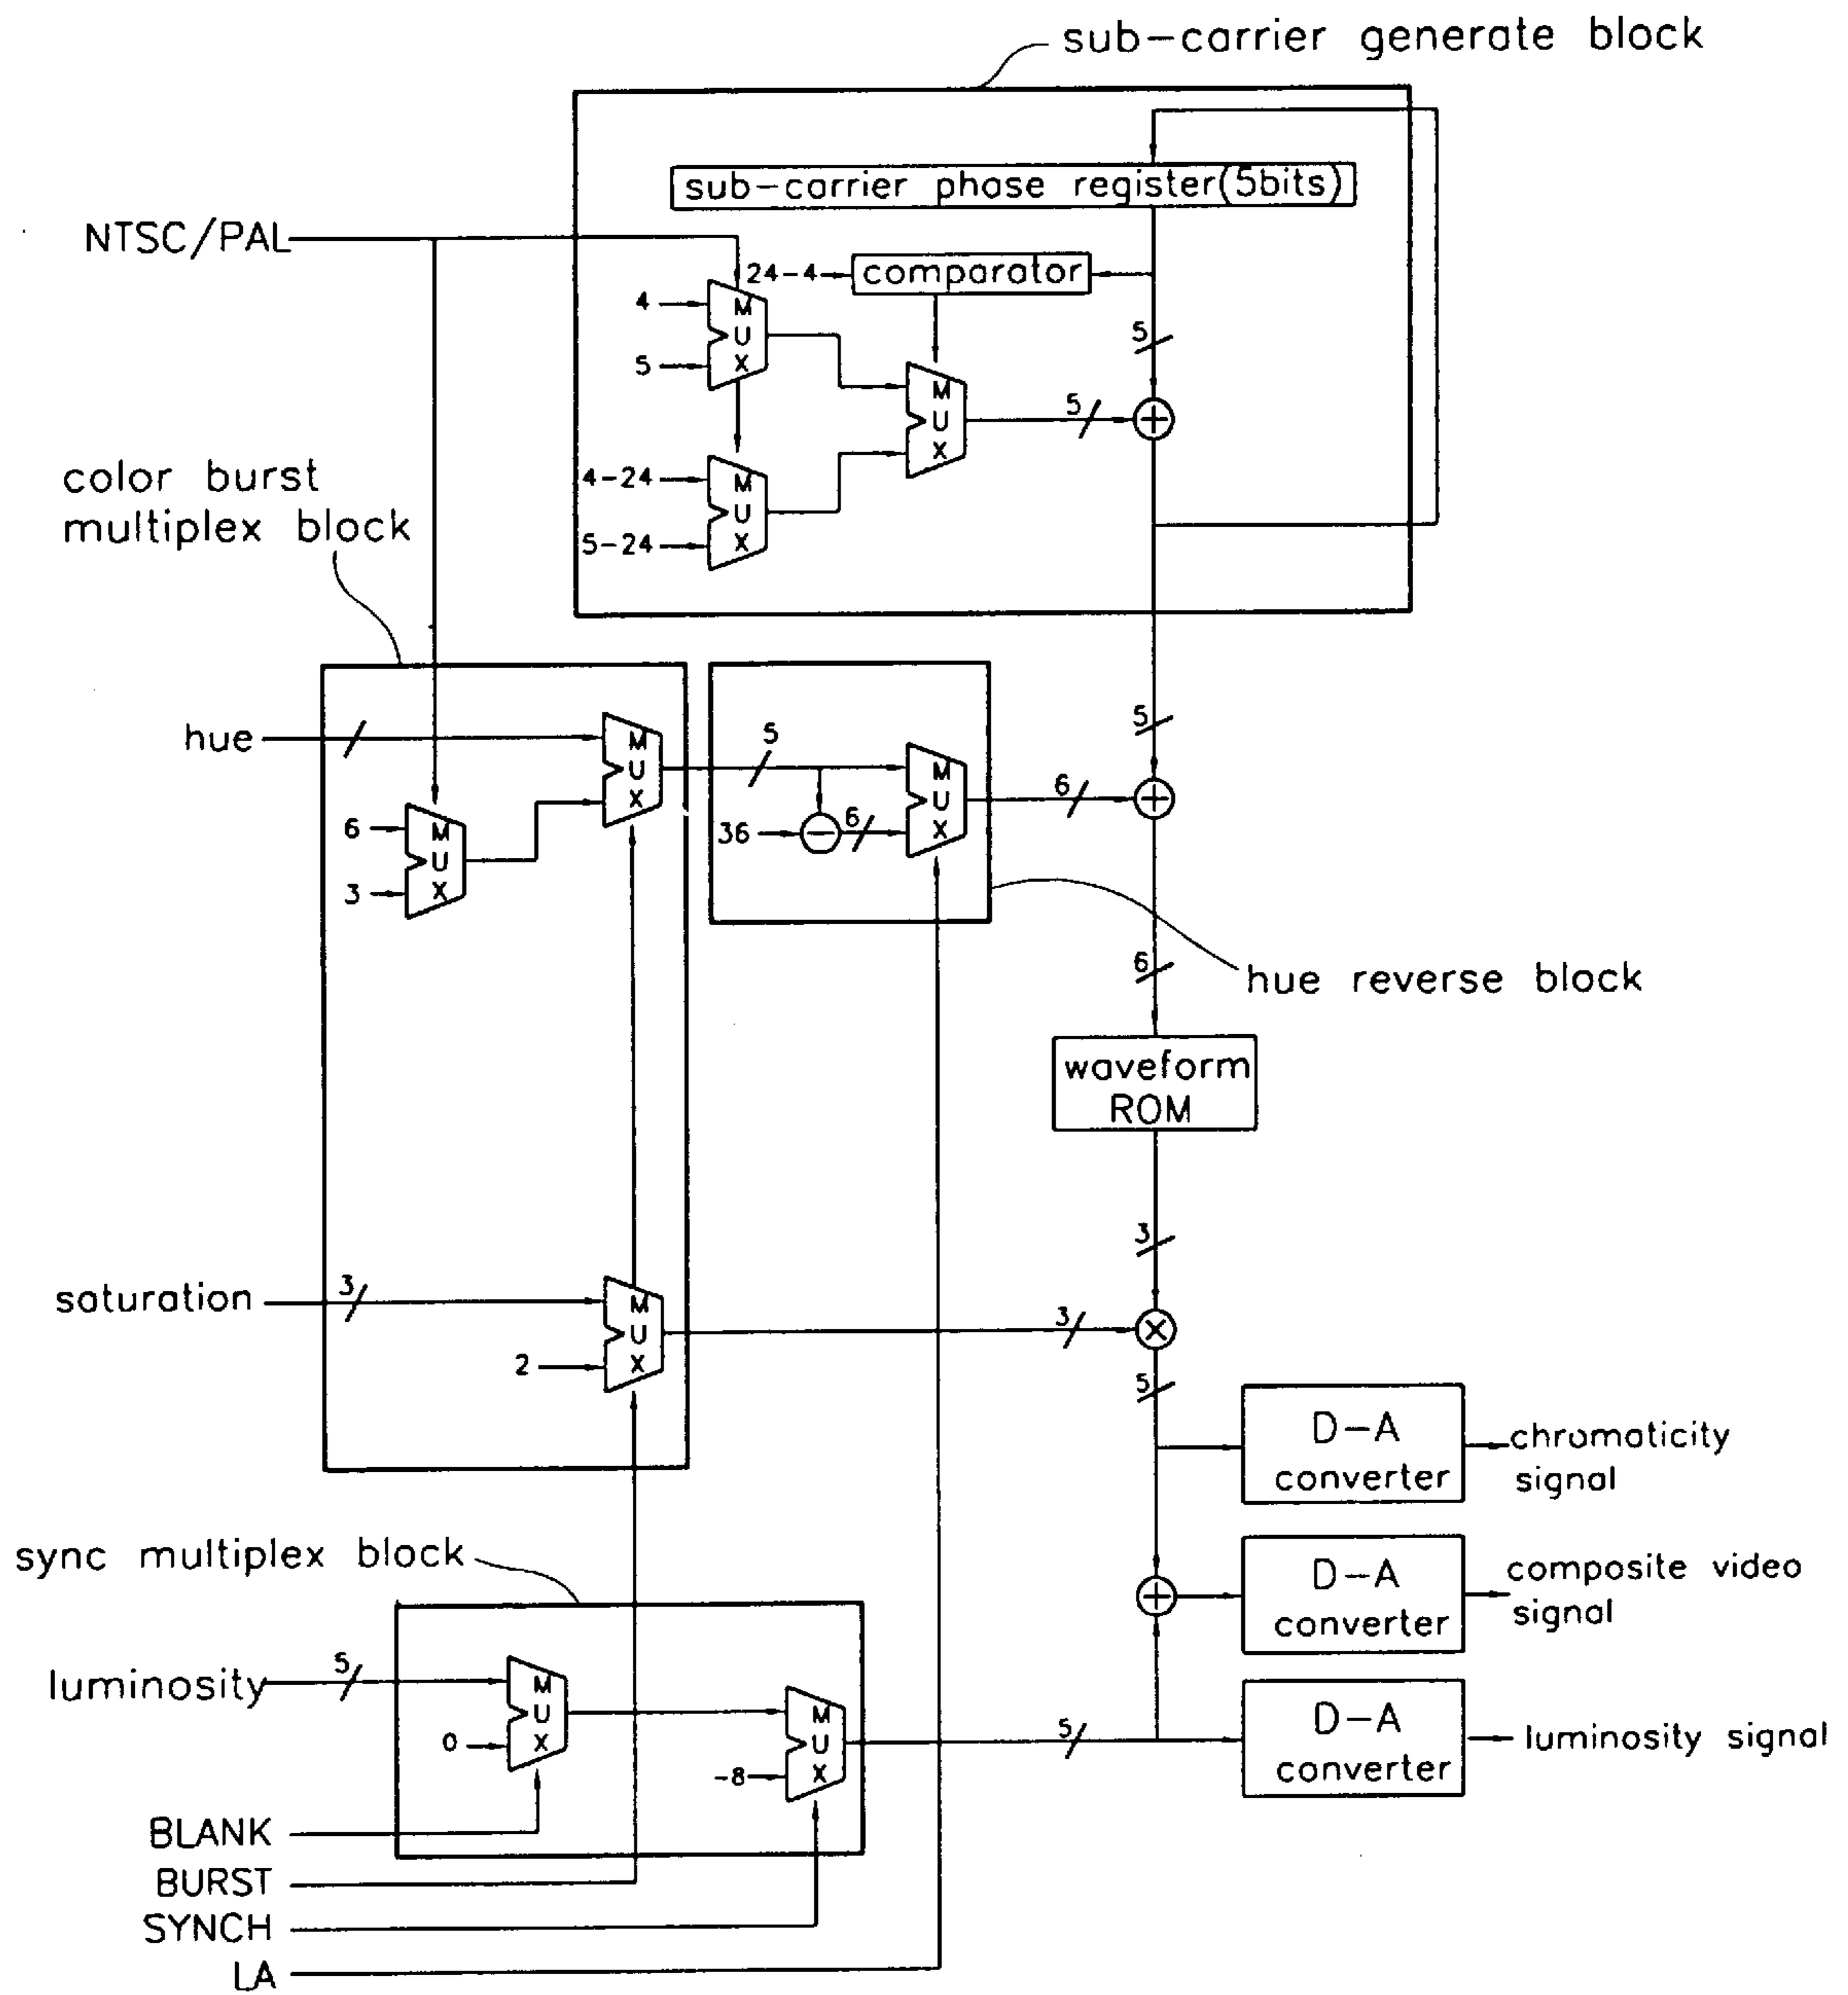 sub-carrier generate block
sub-carrier phase register(5bits)
NTSC/PAL
24-4
comparator
4
M
U
X
5
5
M
U
X
5
4-24
M
U
X
5-24
color burst
multiplex block
hue
M
U
X
5
5
M
U
X
6
6
M
U
X
3
36
6
hue reverse block
6
waveform
ROM
3
saturation
3
M
U
X
2
3
5
D-A
converter
chromaticity
signal
sync multiplex block
D-A
converter
composite video
signal
luminosity
5
M
U
X
0
M
U
X
-8
5
D-A
converter
luminosity signal
BLANK
BURST
SYNCH
LA